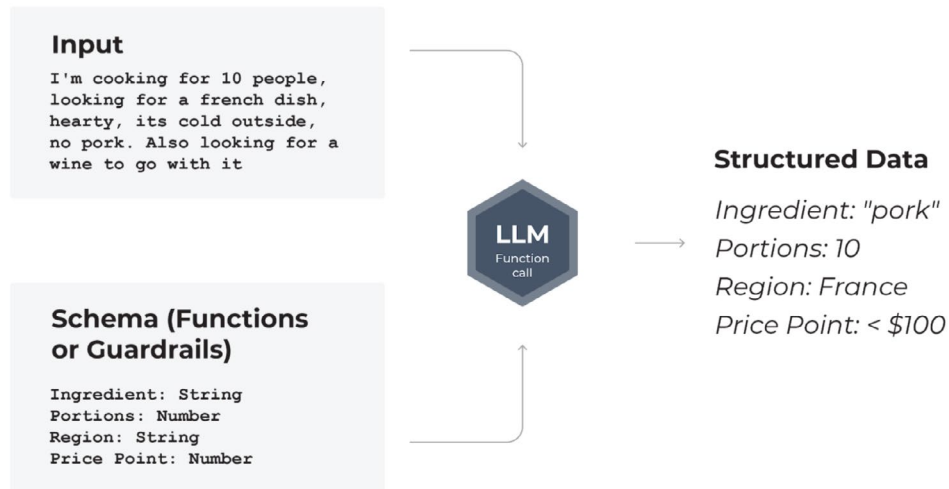 Input
I'm cooking for 10 people,
looking for a french dish,
hearty, its cold outside,
no pork. Also looking for a
wine to go with it
Schema (Functions
or Guardrails)
Ingredient: String
Portions: Number
Region: String
Price Point: Number
LLM
Function
call
Structured Data
Ingredient: "pork"
Portions: 10
Region: France
Price Point: < $100